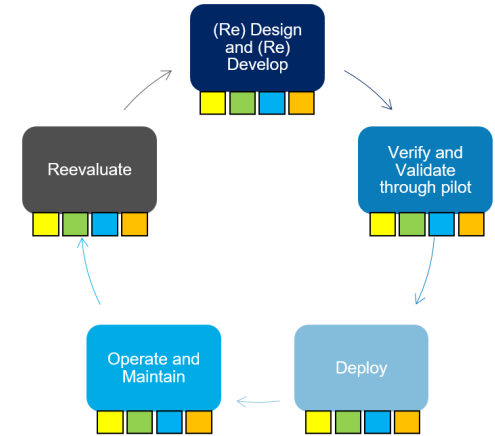 (Re) Design
and (Re)
Develop
Verify and
Validate
through pilot
Deploy
Operate and
Maintain
Reevaluate